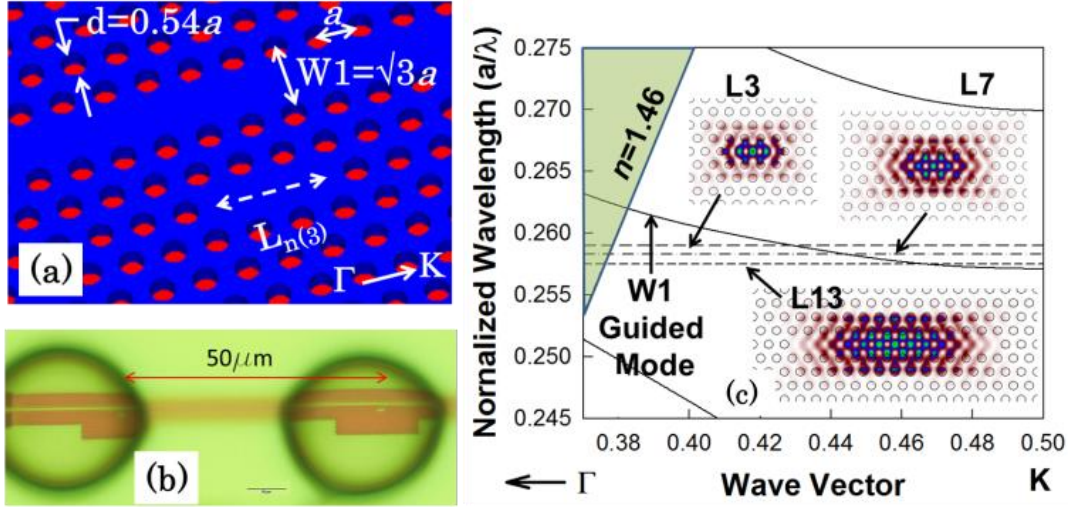 d=0.54a
a
W1=√3a
Ln(3)
(a)
Γ K
50μm
(b)
Nornalized Wavelength (a/λ)
0.275
0.270
0.265
0.260
0.255
0.250
0.245
n=1.46
L3
L7
W1
Guided
Mode
L13
(c)
0.38 0.40 0.42 0.44 0.46 0.48 0.50
Γ Wave Vector K